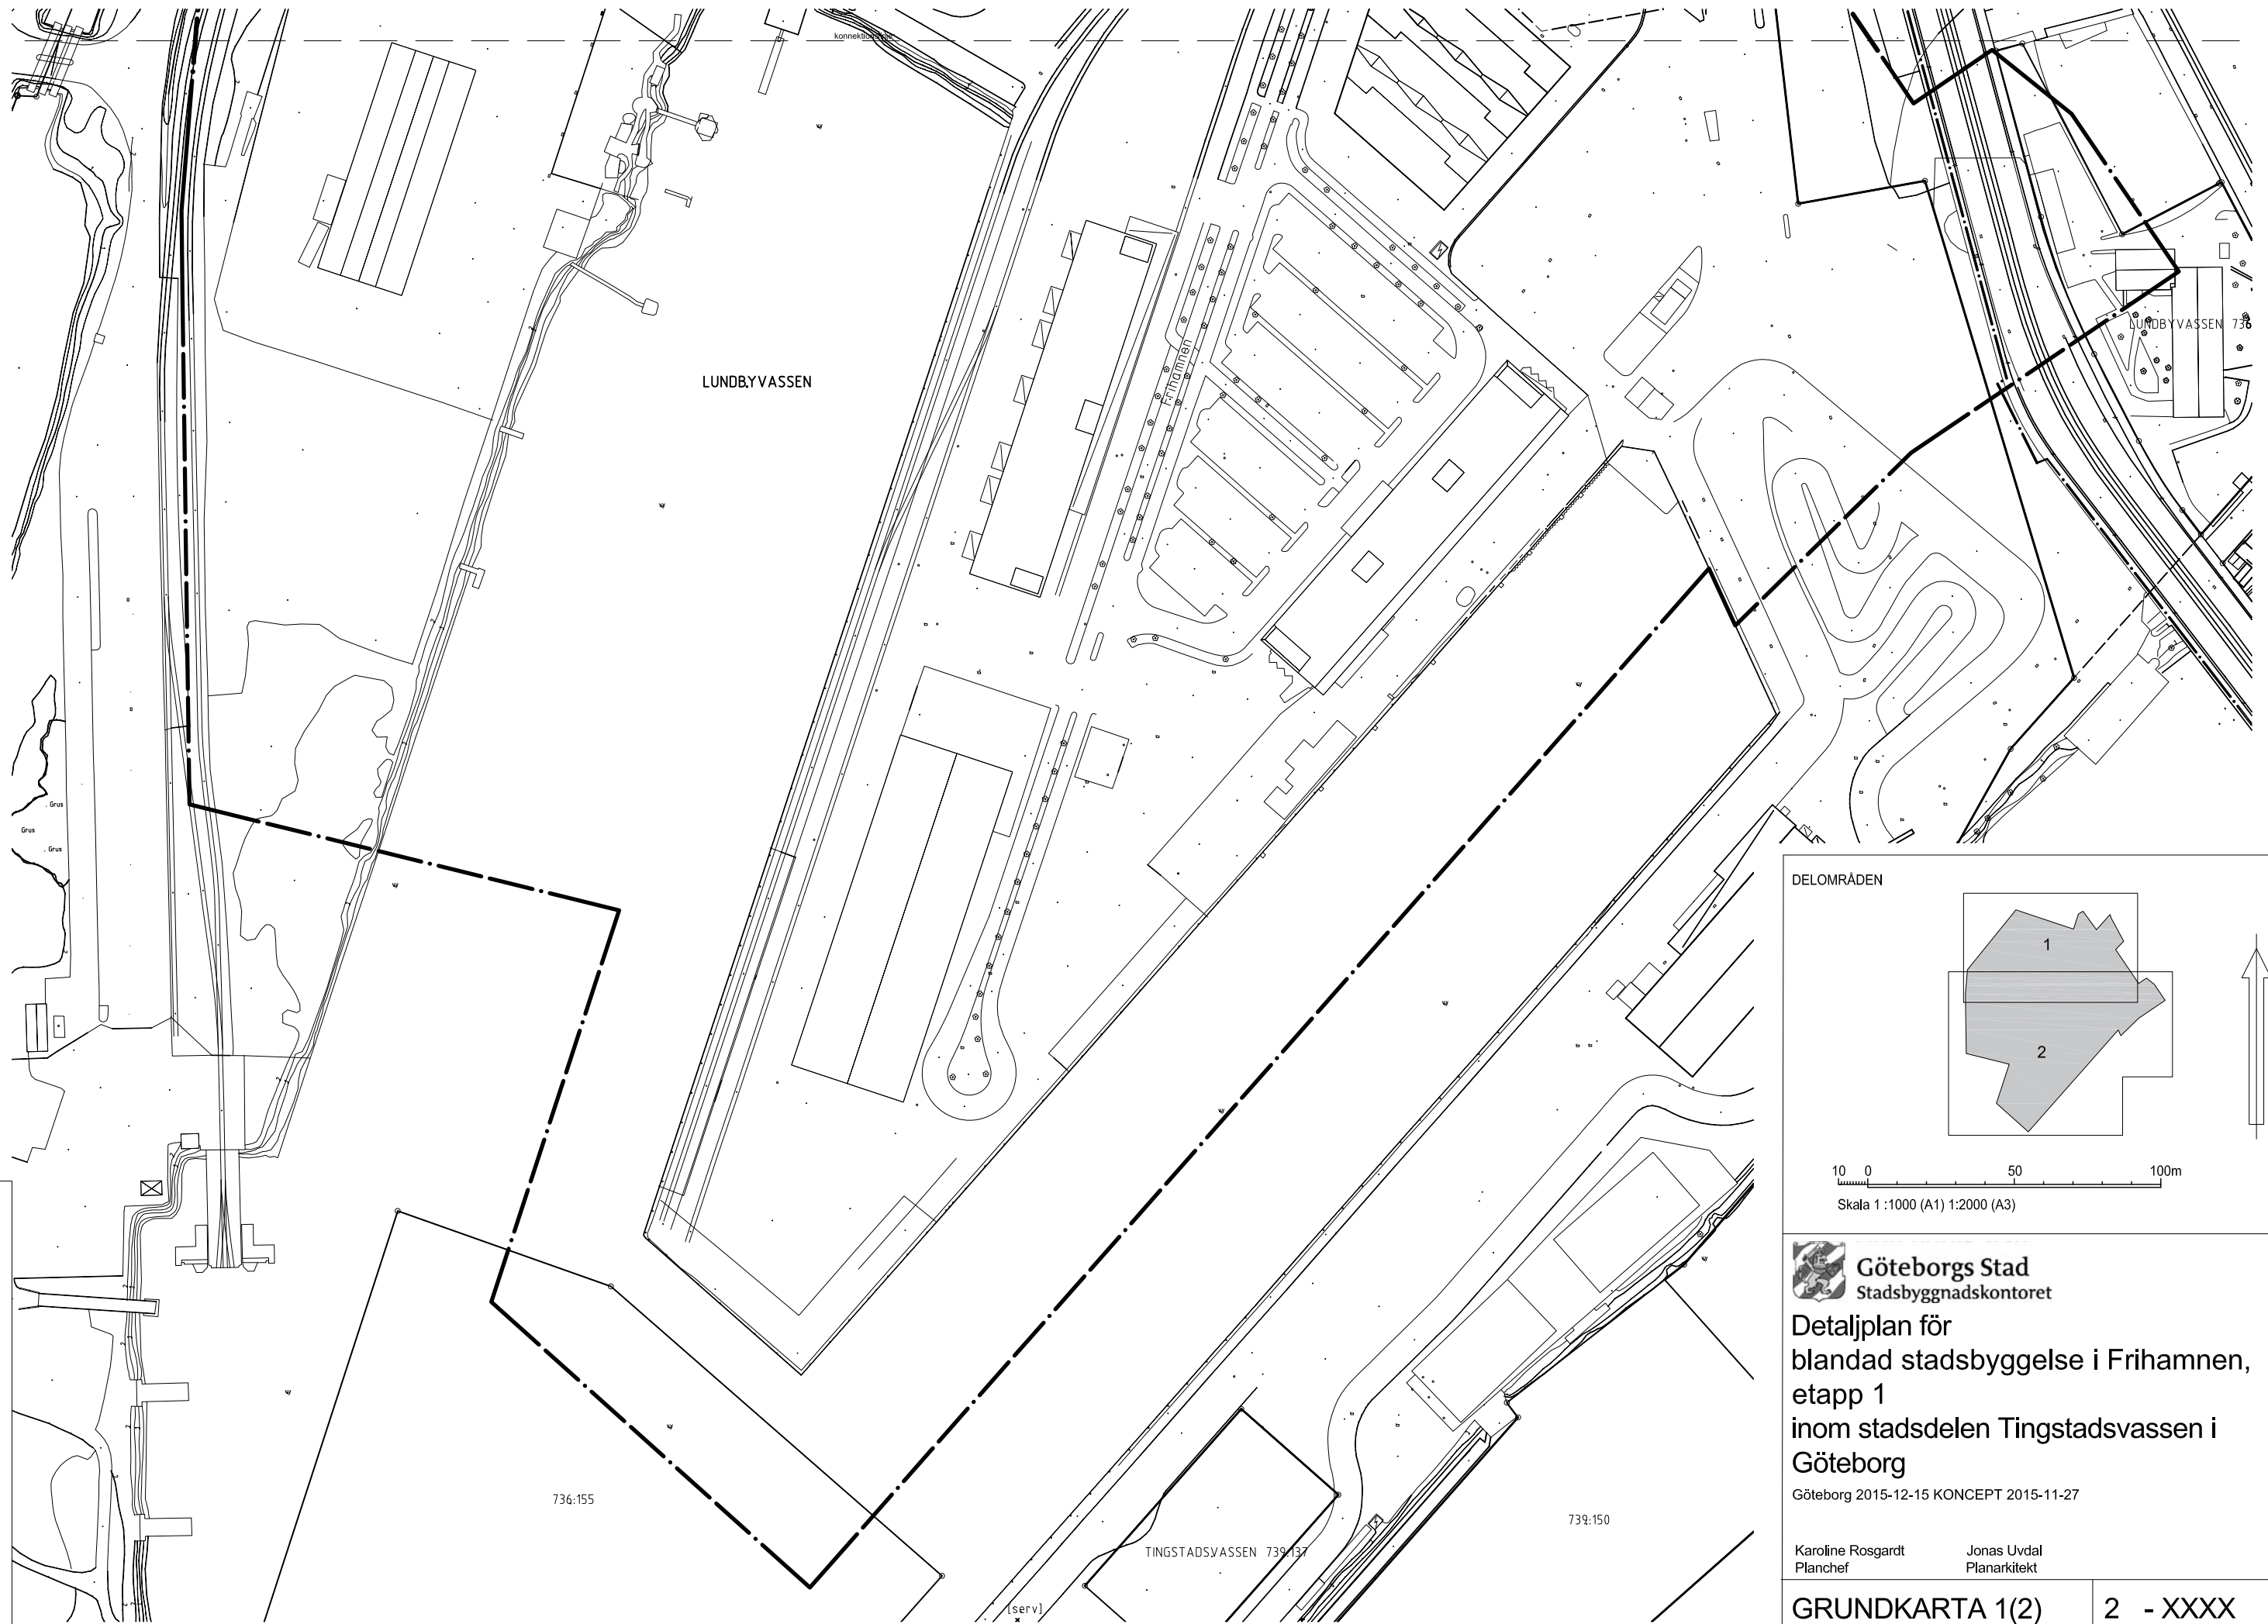 konnektionslinje
LUNDBYVASSEN
Frihamnen
LUNDBYVASSEN 736
Grus
Grus
Grus
736:155
739:150
TINGSTADSVASSEN 739:137
[serv]
DELOMRÅDEN
1
2
10 0 50 100m
Skala 1 :1000 (A1) 1:2000 (A3)
Göteborgs Stad
Stadsbyggnadskontoret
Detaljplan för
blandad stadsbyggelse i Frihamnen,
etapp 1
inom stadsdelen Tingstadsvassen i
Göteborg
Göteborg 2015-12-15 KONCEPT 2015-11-27
Karoline Rosgardt Jonas Uvdal
Planchef Planarkitekt
GRUNDKARTA 1(2) 2 - XXXX